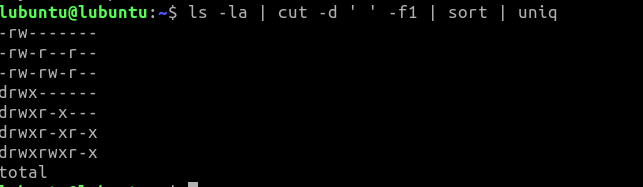 lubuntu@lubuntu:~$ ls -la | cut -d ' ' -f1 | sort | uniq
-rw-------
-rw-r--r--
-rw-rw-r--
drwx------
drwxr-x---
drwxr-xr-x
drwxrwxr-x
total